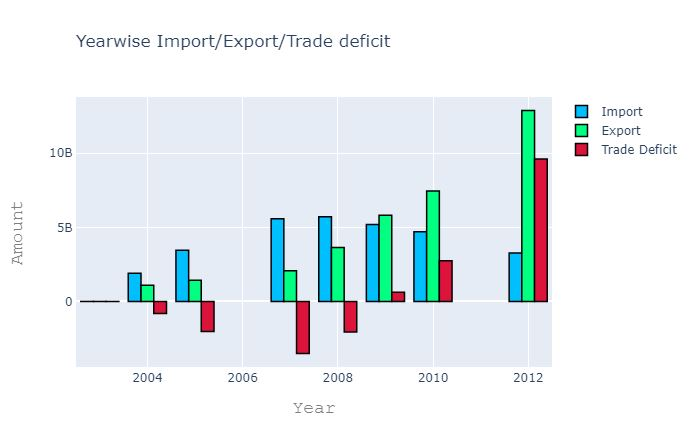 Yearwise Import/Export/Trade deficit
Import
Export
Trade Deficit
10B
5B
0
Amount
2004 2006 2008 2010 2012
Year